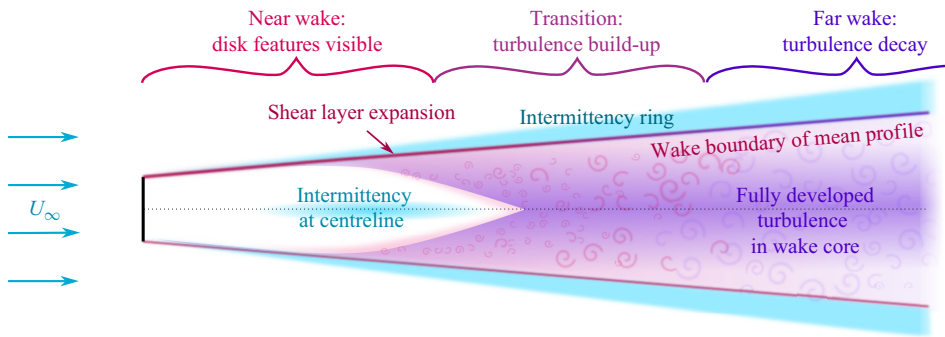 Near wake:
disk features visible
Transition:
turbulence build-up
Far wake:
turbulence decay
Shear layer expansion
Intermittency ring
Wake boundary of mean profile
U∞
Intermittency
at centreline
Fully developed
turbulence
in wake core